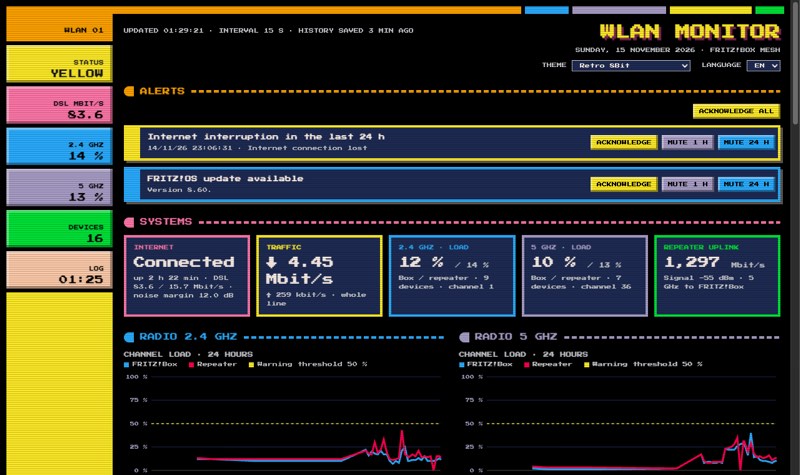 WLAN 01
STATUS
YELLOW
DSL MBIT/S
83.6
2.4 GHZ
14 %
5 GHZ
13 %
DEVICES
16
LOG
01:25
UPDATED 01:29:21 · INTERVAL 15 S · HISTORY SAVED 3 MIN AGO
WLAN MONITOR
SUNDAY, 15 NOVEMBER 2026 · FRITZ!BOX MESH
THEME Retro 8Bit LANGUAGE EN
ALERTS
ACKNOWLEDGE ALL
Internet interruption in the last 24 h
14/11/26 23:06:31 · Internet connection lost
ACKNOWLEDGE MUTE 1 H MUTE 24 H
FRITZ!OS update available
Version 8.60.
ACKNOWLEDGE MUTE 1 H MUTE 24 H
SYSTEMS
INTERNET
Connected
up 2 h 22 min · DSL
83.6 / 15.7 Mbit/s ·
noise margin 12.0 dB
TRAFFIC
↓ 4.45
Mbit/s
↑ 259 kbit/s · whole
line
2.4 GHZ · LOAD
12 % / 14 %
Box / repeater · 9
devices · channel 1
5 GHZ · LOAD
10 % / 13 %
Box / repeater · 7
devices · channel 36
REPEATER UPLINK
1,297 Mbit/s
Signal -55 dBm · 5
GHz to FRITZ!Box
RADIO 2.4 GHZ
CHANNEL LOAD · 24 HOURS
FRITZ!Box Repeater Warning threshold 50 %
100 %
75 %
50 %
25 %
0 %
RADIO 5 GHZ
CHANNEL LOAD · 24 HOURS
FRITZ!Box Repeater Warning threshold 50 %
100 %
75 %
50 %
25 %
0 %